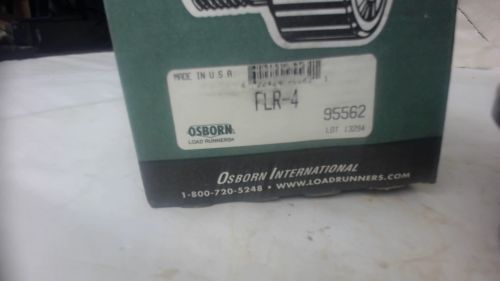 MADE IN U.S.A.
FLR-4
95562
OSBORN
LOAD RUNNERS
LOT 13294
OSBORN INTERNATIONAL
1-800-720-5248 • WWW.LOADRUNNERS.COM